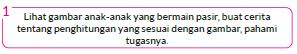 1
Lihat gambar anak-anak yang bermain pasir, buat cerita
tentang penghitungan yang sesuai dengan gambar, pahami
tugasnya.